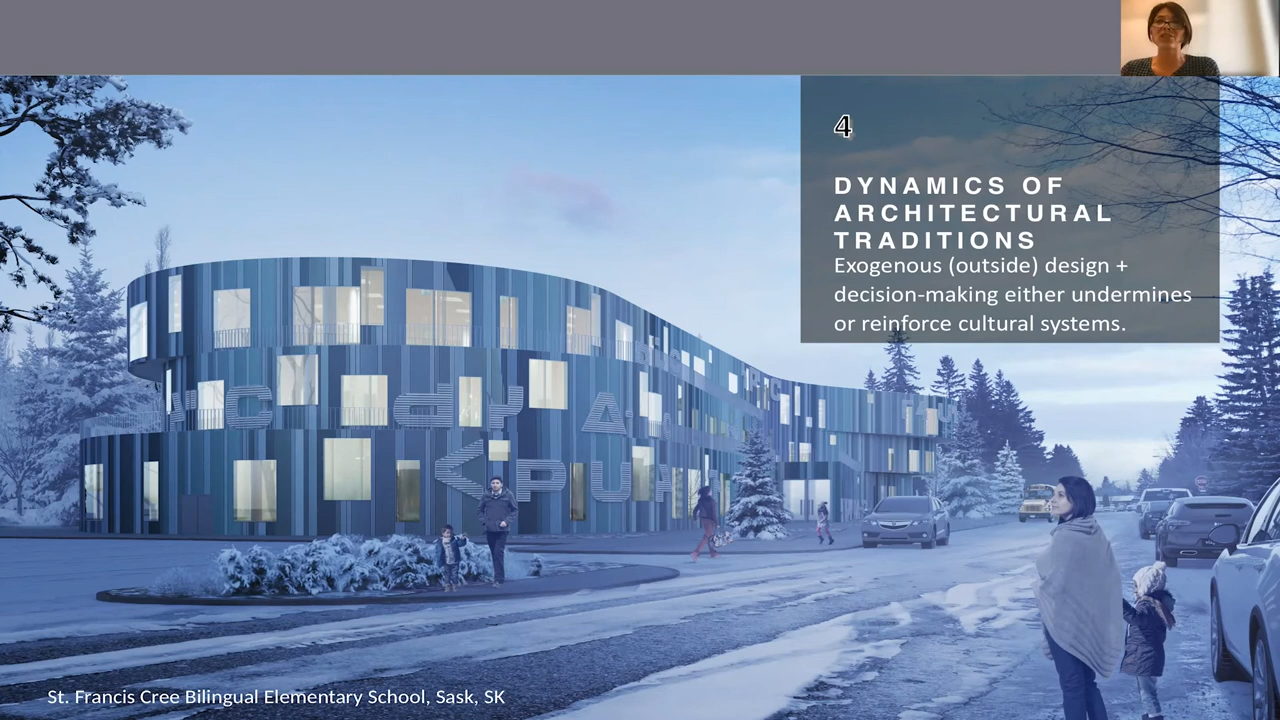 4
DYNAMICS OF
ARCHITECTURAL
TRADITIONS
Exogenous (outside) design +
decision-making either undermines
or reinforce cultural systems.
St. Francis Cree Bilingual Elementary School, Sask, SK